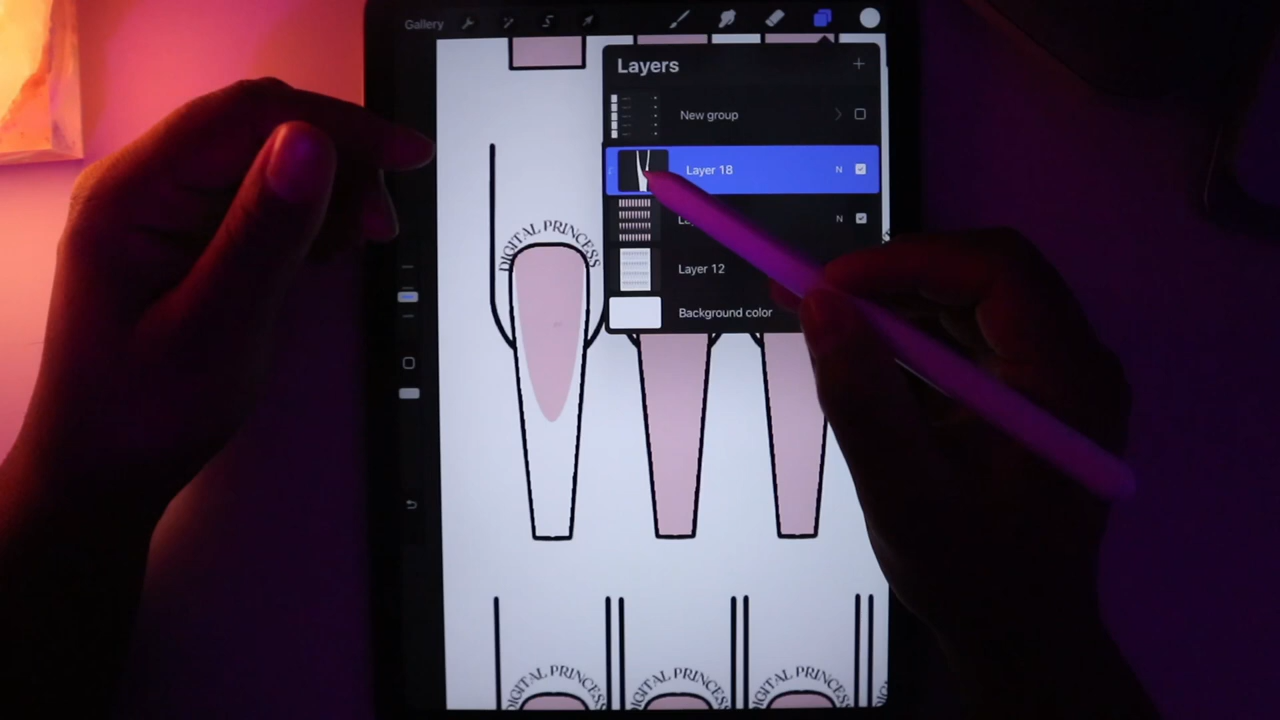 Gallery
Layers
New group
Layer 18 N
N
Layer 12
Background color
DIGITAL PRINCESS
DIGITAL PRINCESS
DIGITAL PRINCESS
DIGITAL PRINCESS